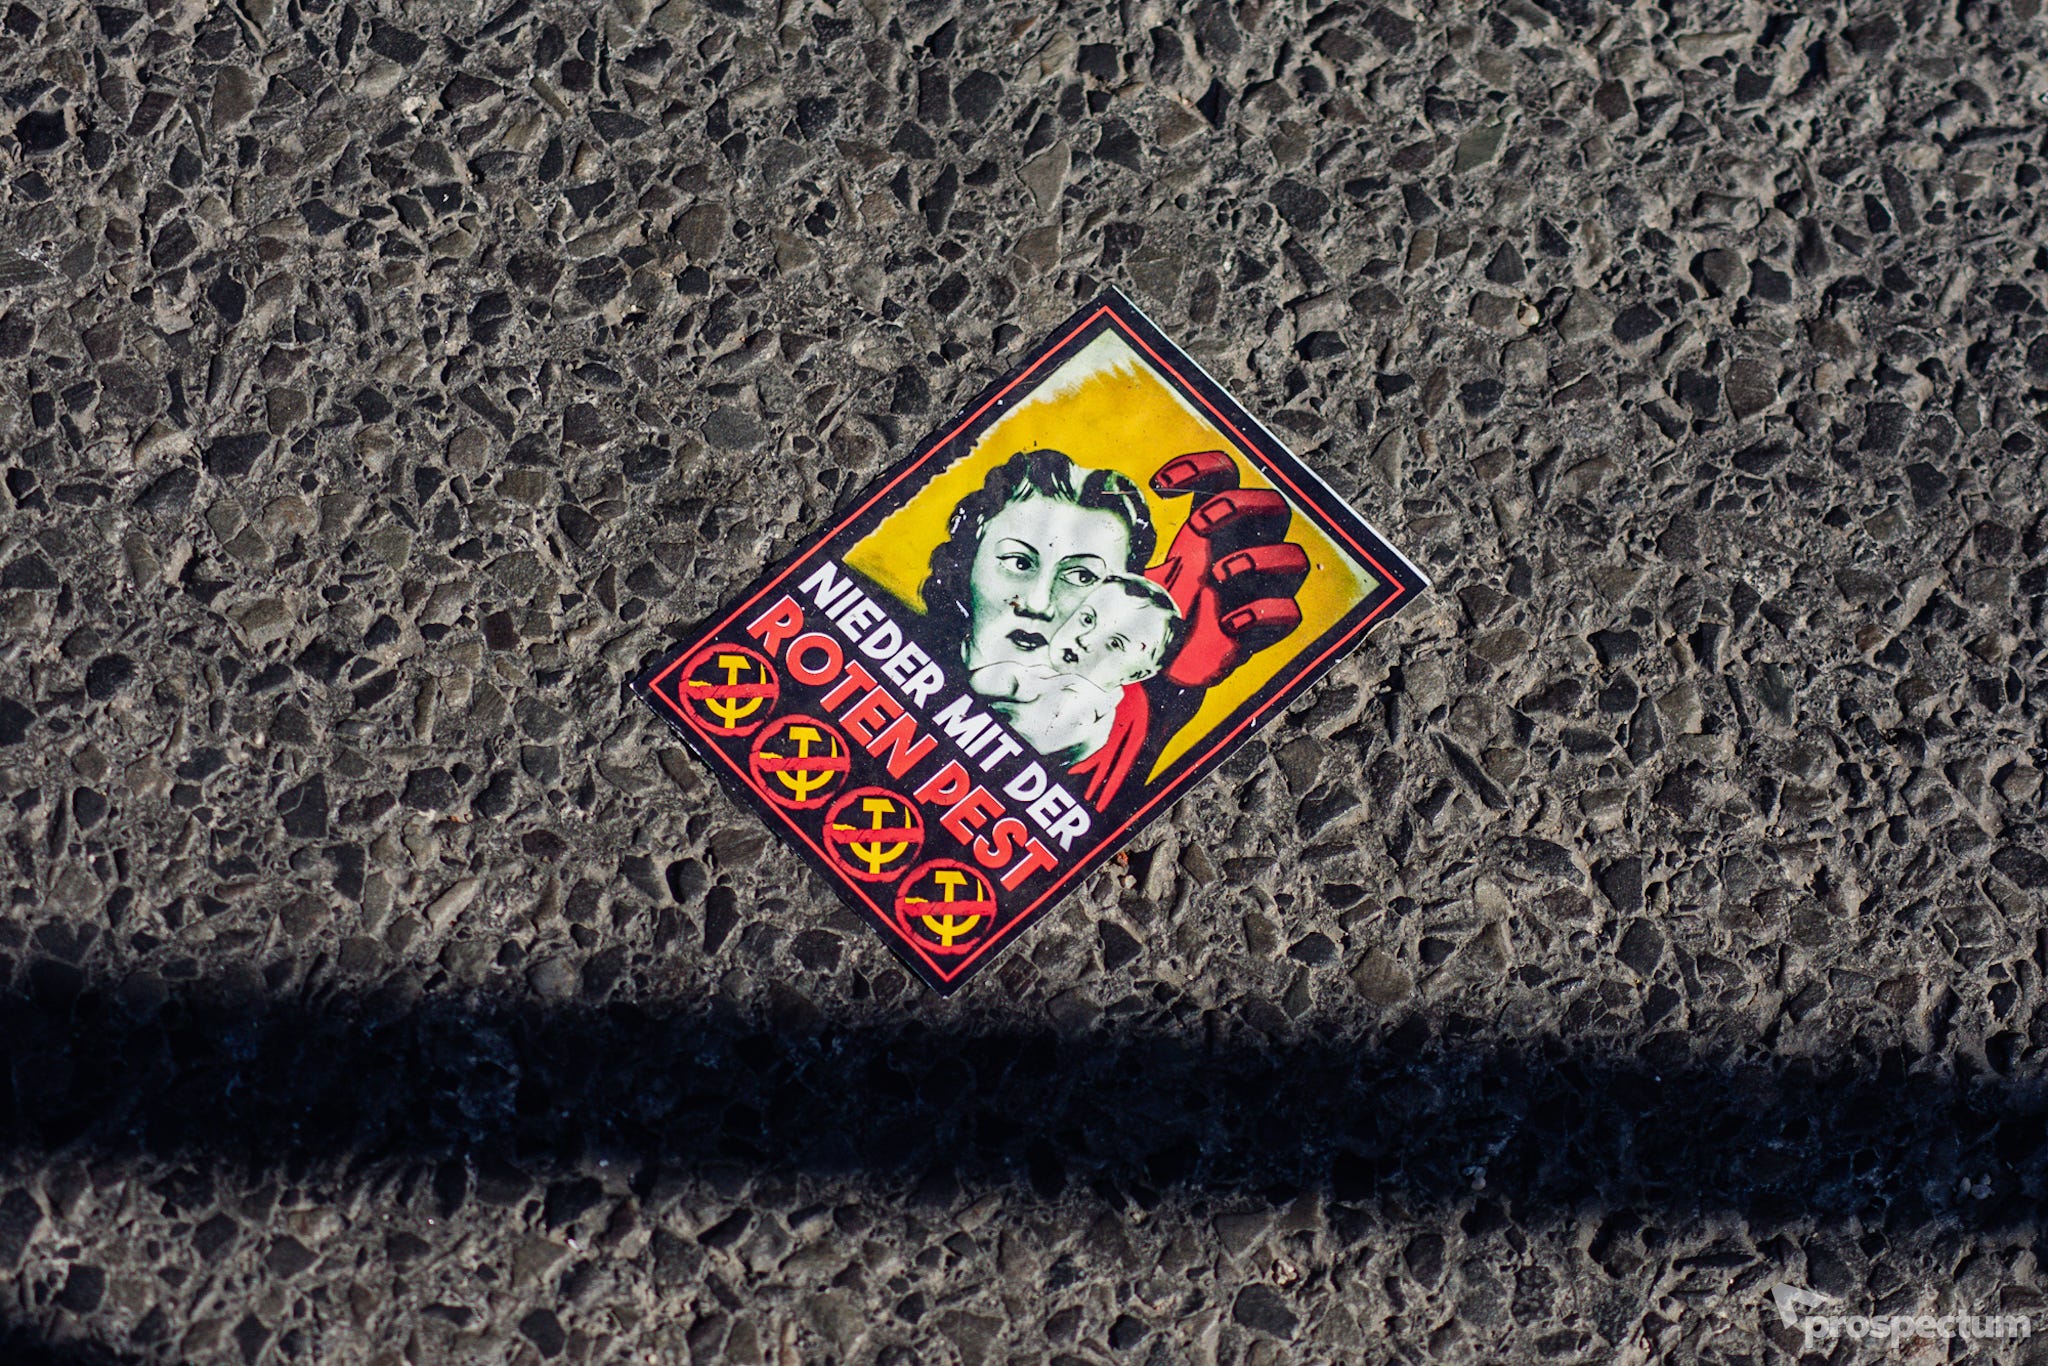 NIEDER MIT DER
ROTEN PEST
prospectum